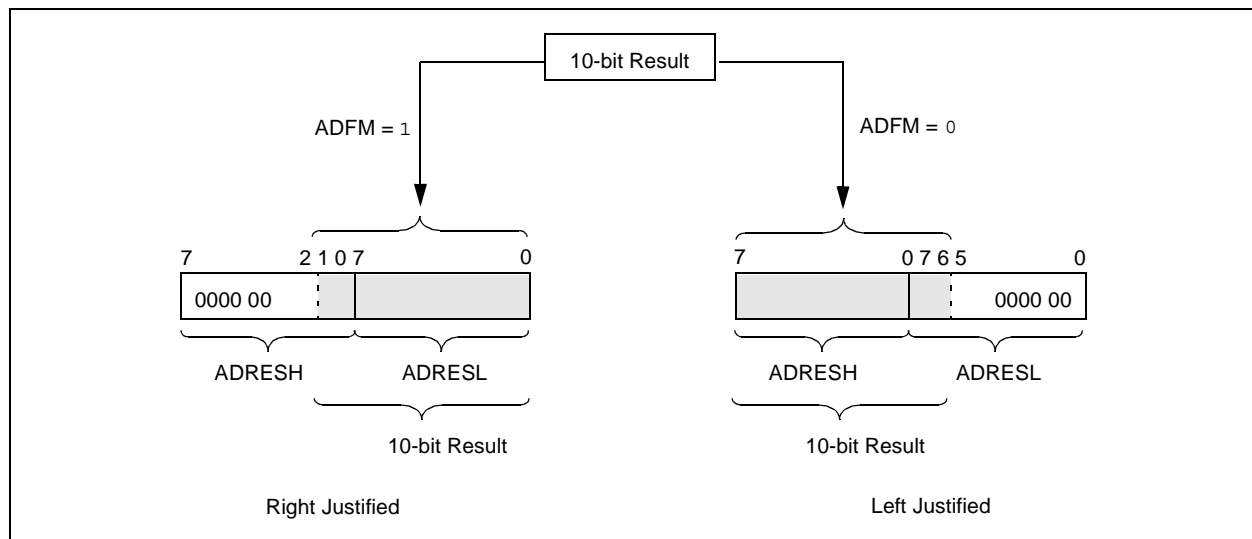 10-bit Result
ADFM = 1
ADFM = 0
7 2 1 0 7 0
7 0 7 6 5 0
0000 00
0000 00
ADRESH ADRESL
ADRESH ADRESL
10-bit Result
10-bit Result
Right Justified
Left Justified